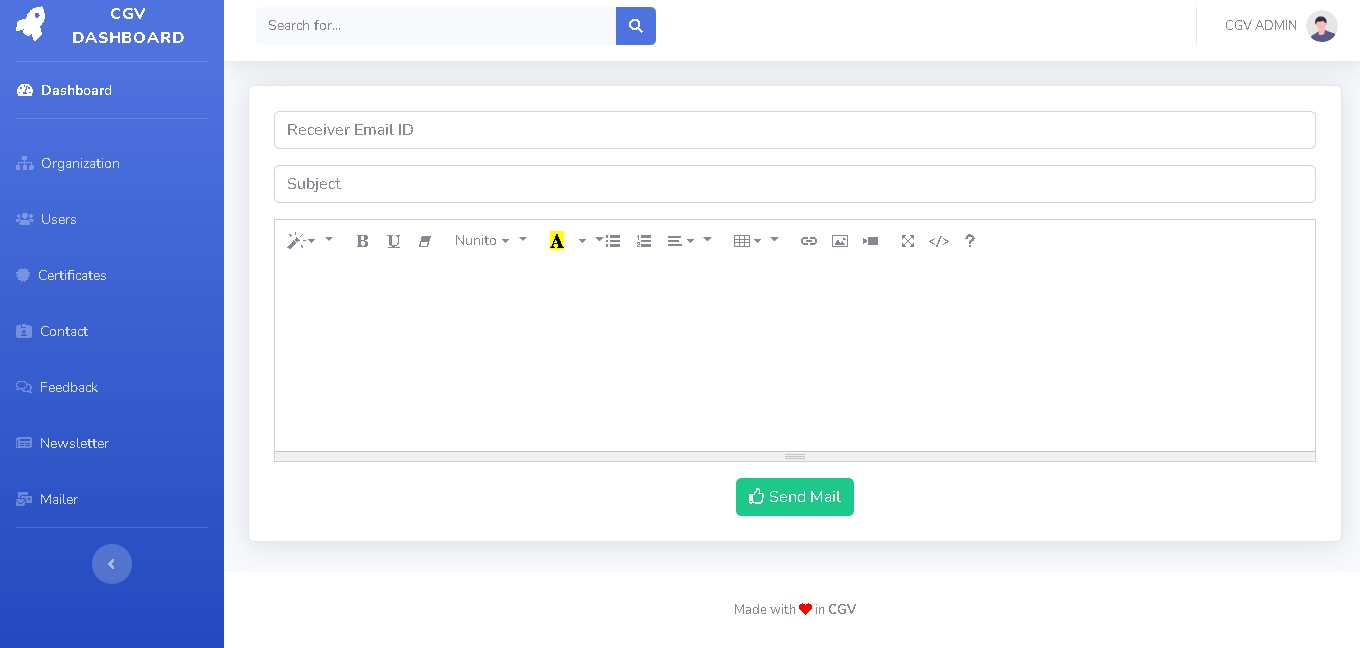 CGV
DASHBOARD
Search for...
CGV ADMIN
Dashboard
Organization
Users
Certificates
Contact
Feedback
Newsletter
Mailer
Receiver Email ID
Subject
B U Nunito A </> ?
Send Mail
Made with in CGV